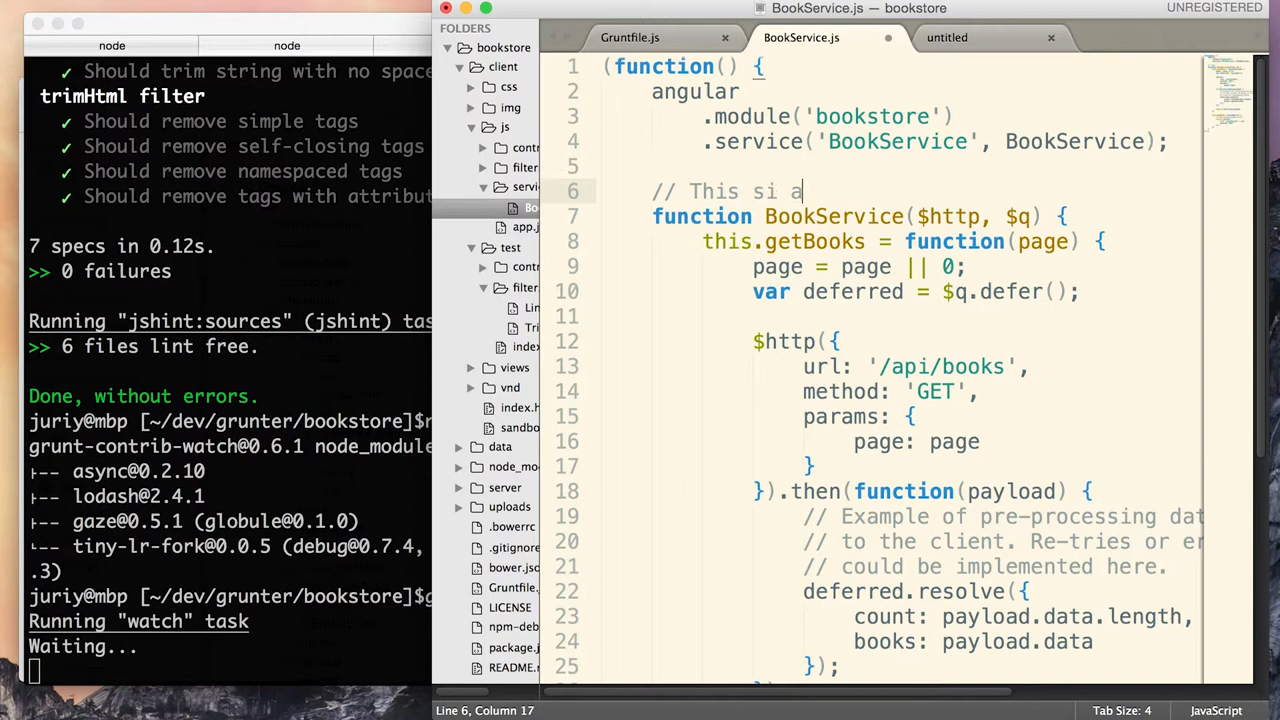 node
node
✓ Should trim string with no space
trimHtml filter
✓ Should remove simple tags
✓ Should remove self-closing tags
✓ Should remove namespaced tags
✓ Should remove tags with attribut
7 specs in 0.12s.
>> 0 failures
Running "jshint:sources" (jshint) tas
>> 6 files lint free.
Done, without errors.
juriy@mbp [~/dev/grunter/bookstore]$
grunt-contrib-watch@0.6.1 node_module
├── async@0.2.10
├── lodash@2.4.1
├── gaze@0.5.1 (globule@0.1.0)
└── tiny-lr-fork@0.0.5 (debug@0.7.4,
.3)
juriy@mbp [~/dev/grunter/bookstore]$g
Running "watch" task
Waiting...
BookService.js — bookstore
UNREGISTERED
FOLDERS
bookstore
client
css
img
js
cont
filter
servi
Bo
app.j
test
cont
filter
Lin
Tri
index
views
vnd
index.h
sandbo
data
node_m
server
uploads
.bowerrc
.gitignor
bower.jso
Gruntfile.
LICENSE
npm-deb
package.j
README.m
Gruntfile.js
BookService.js
untitled
1 (function() {
2 angular
3 .module('bookstore')
4 .service('BookService', BookService);
5
6 // This si a
7 function BookService($http, $q) {
8 this.getBooks = function(page) {
9 page = page || 0;
10 var deferred = $q.defer();
11
12 $http({
13 url: '/api/books',
14 method: 'GET',
15 params: {
16 page: page
17 }
18 }).then(function(payload) {
19 // Example of pre-processing dat
20 // to the client. Re-tries or er
21 // could be implemented here.
22 deferred.resolve({
23 count: payload.data.length,
24 books: payload.data
25 });
Line 6, Column 17
Tab Size: 4
JavaScript